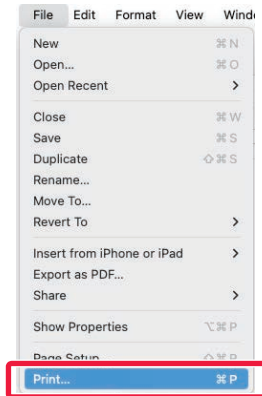 File Edit Format View
New ⌘ N
Open... ⌘ O
Open Recent >
Close ⌘ W
Save ⌘ S
Duplicate ⇧ ⌘ S
Rename...
Move To...
Revert To >
Insert from iPhone or iPad >
Export as PDF...
Share >
Show Properties ⌥ ⌘ P
Page Setup ⇧ ⌘ P
Print... ⌘ P